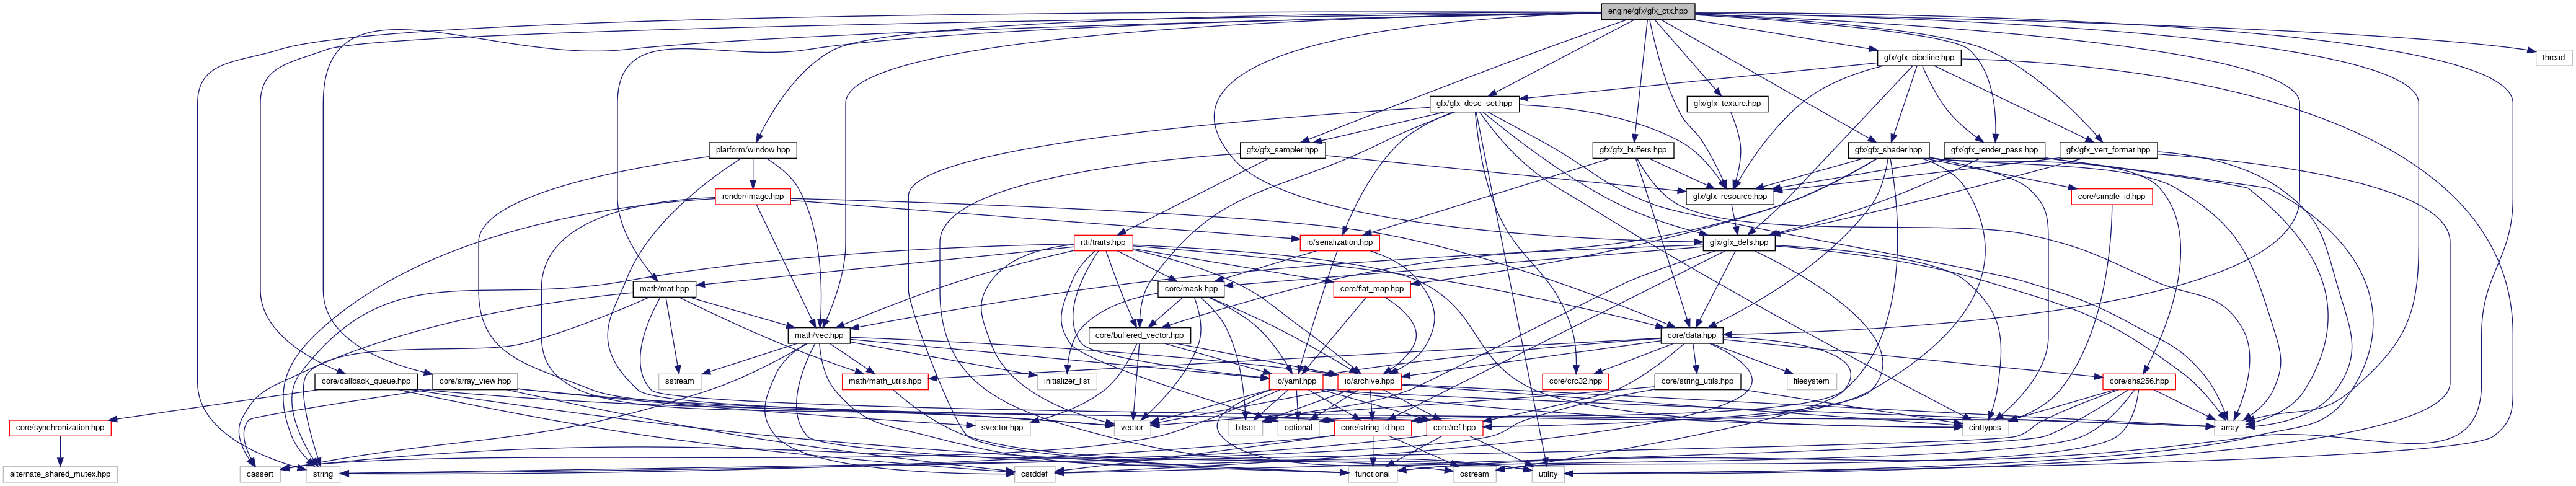 engine/gfx/gfx_ctx.hpp
gfx/gfx_pipeline.hpp
thread
gfx/gfx_desc_set.hpp
gfx/gfx_texture.hpp
platform/window.hpp
gfx/gfx_sampler.hpp
gfx/gfx_buffers.hpp
gfx/gfx_shader.hpp
gfx/gfx_render_pass.hpp
gfx/gfx_vert_format.hpp
render/image.hpp
gfx/gfx_resource.hpp
core/simple_id.hpp
rtti/traits.hpp
io/serialization.hpp
gfx/gfx_defs.hpp
math/mat.hpp
core/mask.hpp
core/flat_map.hpp
math/vec.hpp
core/buffered_vector.hpp
core/data.hpp
core/callback_queue.hpp
core/array_view.hpp
sstream
math/math_utils.hpp
initializer_list
io/yaml.hpp
io/archive.hpp
core/crc32.hpp
core/string_utils.hpp
filesystem
core/sha256.hpp
core/synchronization.hpp
vector
svector.hpp
bitset
optional
core/string_id.hpp
core/ref.hpp
cinttypes
array
alternate_shared_mutex.hpp
cassert
string
cstddef
functional
ostream
utility